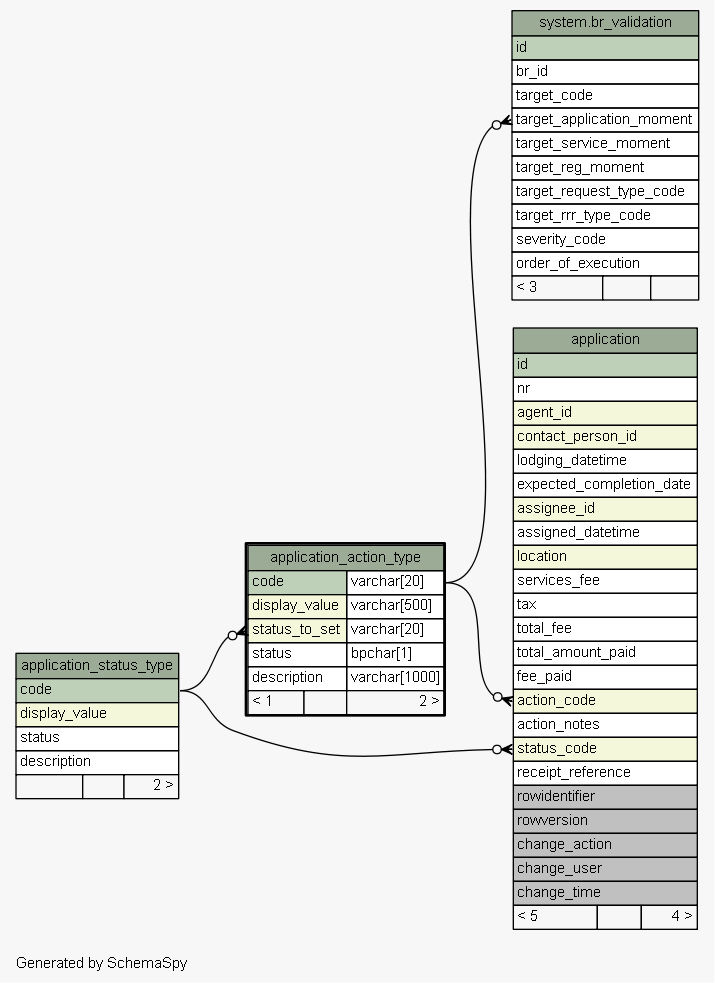 system.br_validation
id
br_id
target_code
target_application_moment
target_service_moment
target_reg_moment
target_request_type_code
target_rrr_type_code
severity_code
order_of_execution
< 3
application
id
nr
agent_id
contact_person_id
lodging_datetime
expected_completion_date
assignee_id
assigned_datetime
location
services_fee
tax
total_fee
total_amount_paid
fee_paid
action_code
action_notes
status_code
receipt_reference
rowidentifier
rowversion
change_action
change_user
change_time
< 5 4 >
application_action_type
code varchar[20]
display_value varchar[500]
status_to_set varchar[20]
status bpchar[1]
description varchar[1000]
< 1 2 >
application_status_type
code
display_value
status
description
2 >
Generated by SchemaSpy